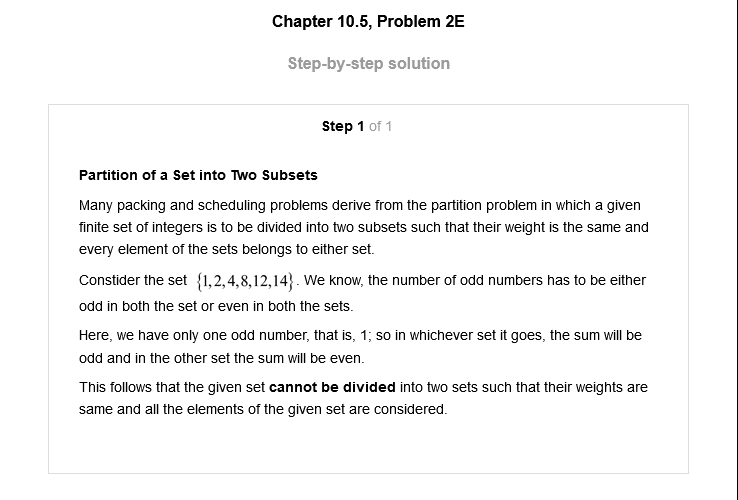 Chapter 10.5, Problem 2E
Step-by-step solution
Step 1 of 1
Partition of a Set into Two Subsets
Many packing and scheduling problems derive from the partition problem in which a given
finite set of integers is to be divided into two subsets such that their weight is the same and
every element of the sets belongs to either set.
Constider the set {1,2,4,8,12,14}. We know, the number of odd numbers has to be either
odd in both the set or even in both the sets.
Here, we have only one odd number, that is, 1; so in whichever set it goes, the sum will be
odd and in the other set the sum will be even.
This follows that the given set cannot be divided into two sets such that their weights are
same and all the elements of the given set are considered.